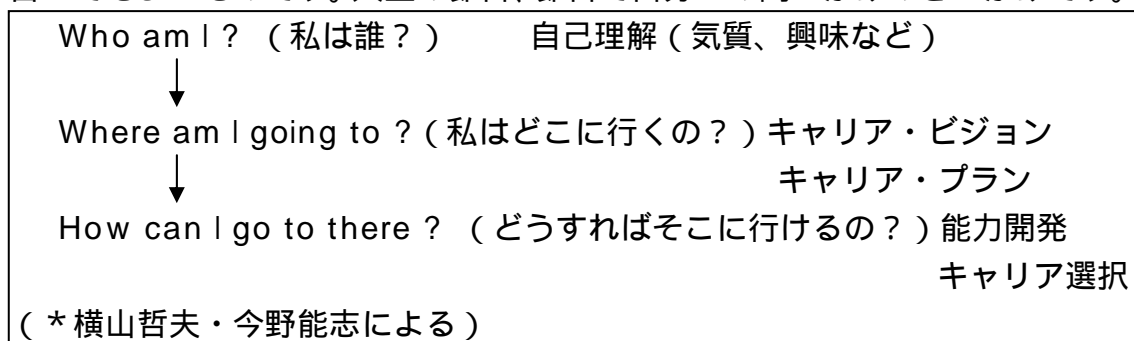 Who am I ? （私は誰？） 自己理解（気質、興味など）
Where am I going to ?（私はどこに行くの？）キャリア・ビジョン
キャリア・プラン
How can I go to there ? （どうすればそこに行けるの？）能力開発
キャリア選択
（＊横山哲夫・今野能志による）